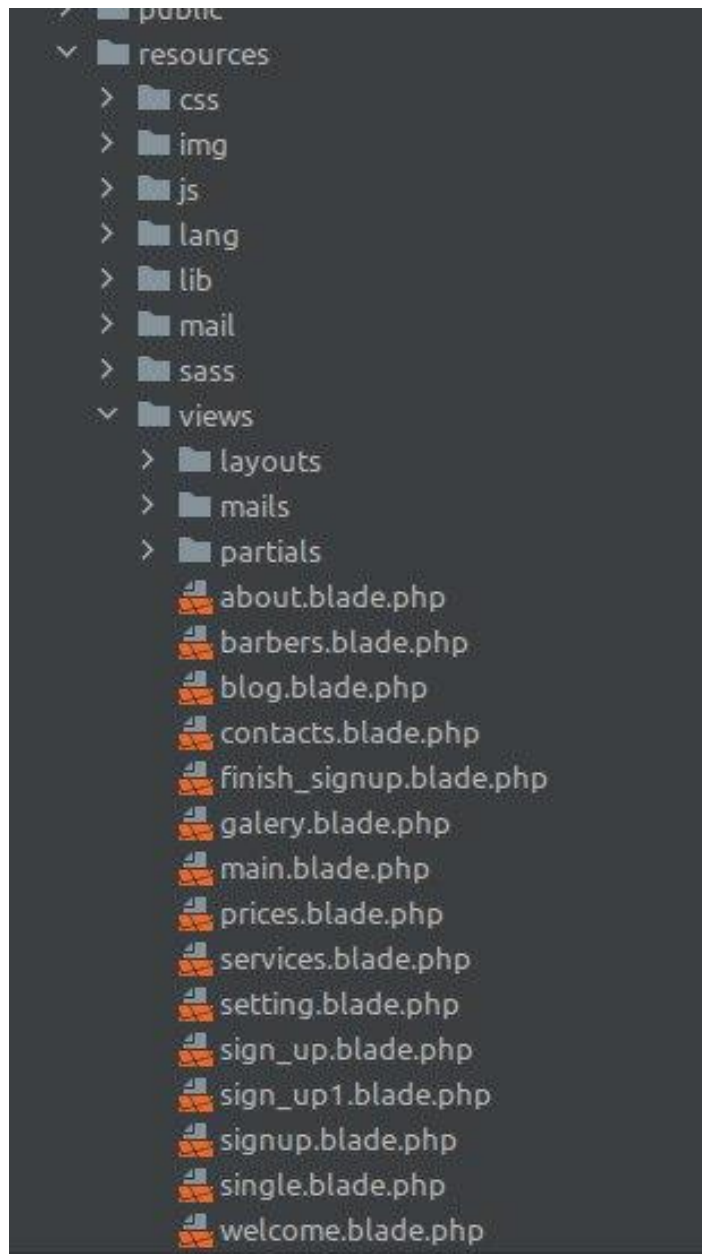 public
resources
css
img
js
lang
lib
mail
sass
views
layouts
mails
partials
about.blade.php
barbers.blade.php
blog.blade.php
contacts.blade.php
finish_signup.blade.php
galery.blade.php
main.blade.php
prices.blade.php
services.blade.php
setting.blade.php
sign_up.blade.php
sign_up1.blade.php
signup.blade.php
single.blade.php
welcome.blade.php